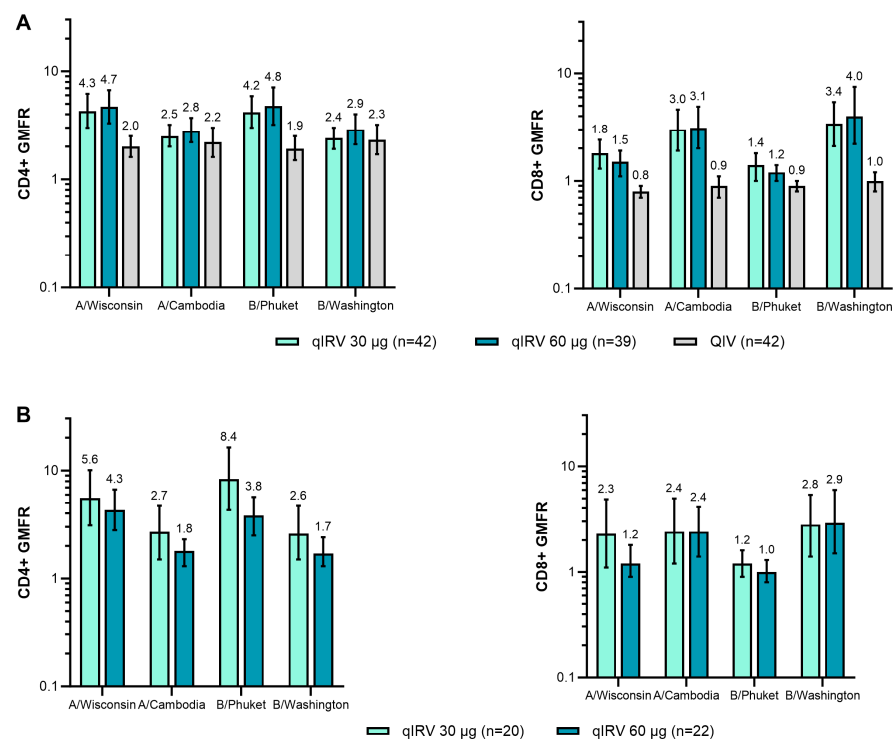 A
CD4+ GMFR
10
1
0.1
4.3 4.7 2.0 2.5 2.8 2.2 4.2 4.8 1.9 2.4 2.9 2.3
A/Wisconsin A/Cambodia B/Phuket B/Washington
CD8+ GMFR
10
1
0.1
1.8 1.5 0.8 3.0 3.1 0.9 1.4 1.2 0.9 3.4 4.0 1.0
A/Wisconsin A/Cambodia B/Phuket B/Washington
qIRV 30 µg (n=42) qIRV 60 µg (n=39) QIV (n=42)
B
CD4+ GMFR
10
1
0.1
5.6 4.3 2.7 1.8 8.4 3.8 2.6 1.7
A/Wisconsin A/Cambodia B/Phuket B/Washington
CD8+ GMFR
10
1
0.1
2.3 1.2 2.4 2.4 1.2 1.0 2.8 2.9
A/Wisconsin A/Cambodia B/Phuket B/Washington
qIRV 30 µg (n=20) qIRV 60 µg (n=22)